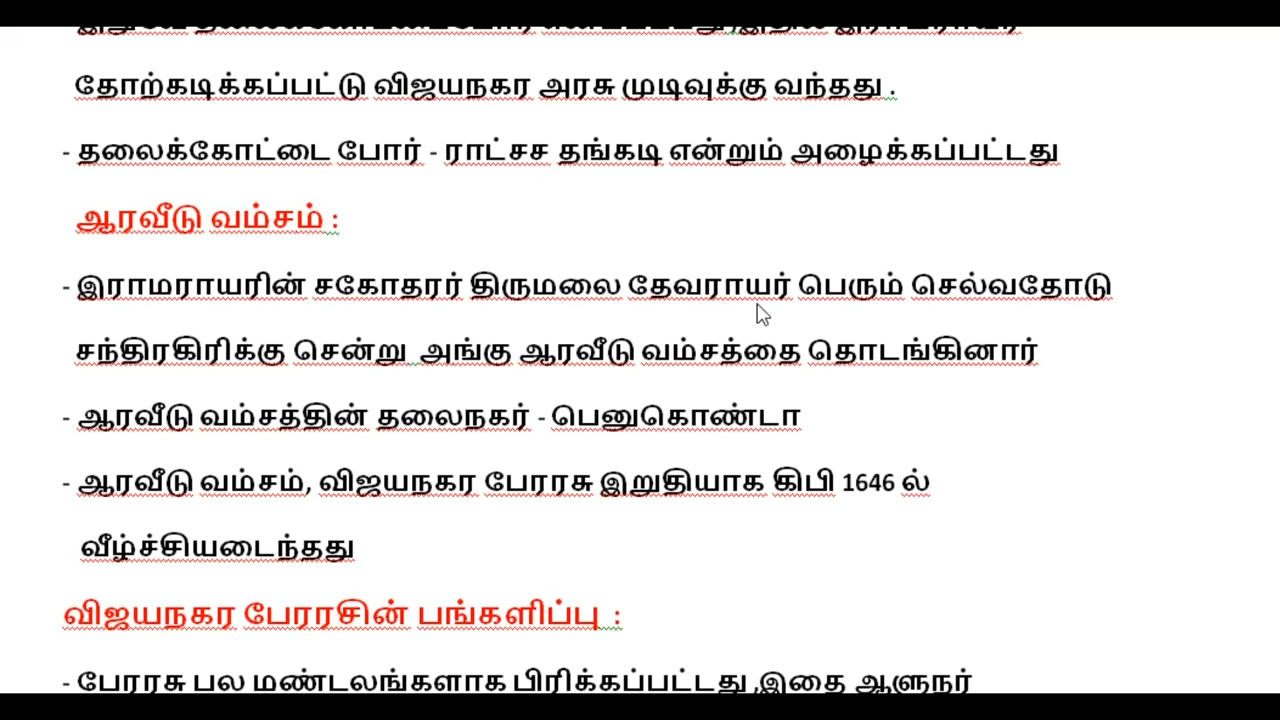 தோற்கடிக்கப்பட்டு விஜயநகர அரசு முடிவுக்கு வந்தது .
- தலைக்கோட்டை போர் - ராட்சச தங்கடி என்றும் அழைக்கப்பட்டது
ஆரவீடு வம்சம் :
- இராமராயரின் சகோதரர் திருமலை தேவராயர் பெரும் செல்வதோடு
சந்திரகிரிக்கு சென்று அங்கு ஆரவீடு வம்சத்தை தொடங்கினார்
- ஆரவீடு வம்சத்தின் தலைநகர் - பெனுகொண்டா
- ஆரவீடு வம்சம், விஜயநகர பேரரசு இறுதியாக கிபி 1646 ல்
வீழ்ச்சியடைந்தது
விஜயநகர பேரரசின் பங்களிப்பு :
- பேரரசு பல மண்டலங்களாக பிரிக்கப்பட்டது ,இதை ஆளுநர்